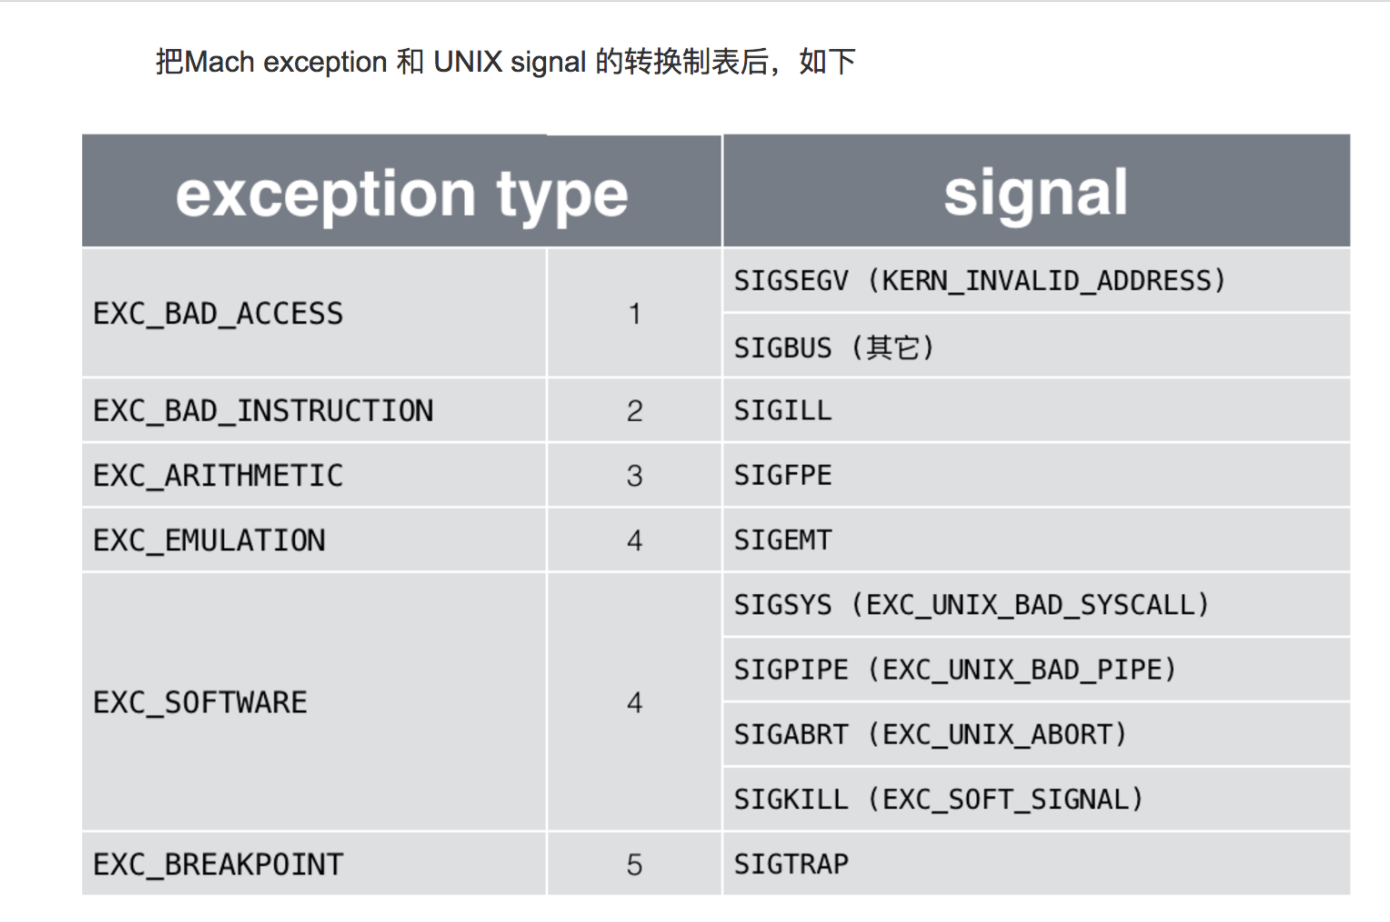 把Mach exception 和 UNIX signal 的转换制表后，如下
exception type signal
EXC_BAD_ACCESS 1 SIGSEGV (KERN_INVALID_ADDRESS)
SIGBUS (其它)
EXC_BAD_INSTRUCTION 2 SIGILL
EXC_ARITHMETIC 3 SIGFPE
EXC_EMULATION 4 SIGEMT
EXC_SOFTWARE 4 SIGSYS (EXC_UNIX_BAD_SYSCALL)
SIGPIPE (EXC_UNIX_BAD_PIPE)
SIGABRT (EXC_UNIX_ABORT)
SIGKILL (EXC_SOFT_SIGNAL)
EXC_BREAKPOINT 5 SIGTRAP